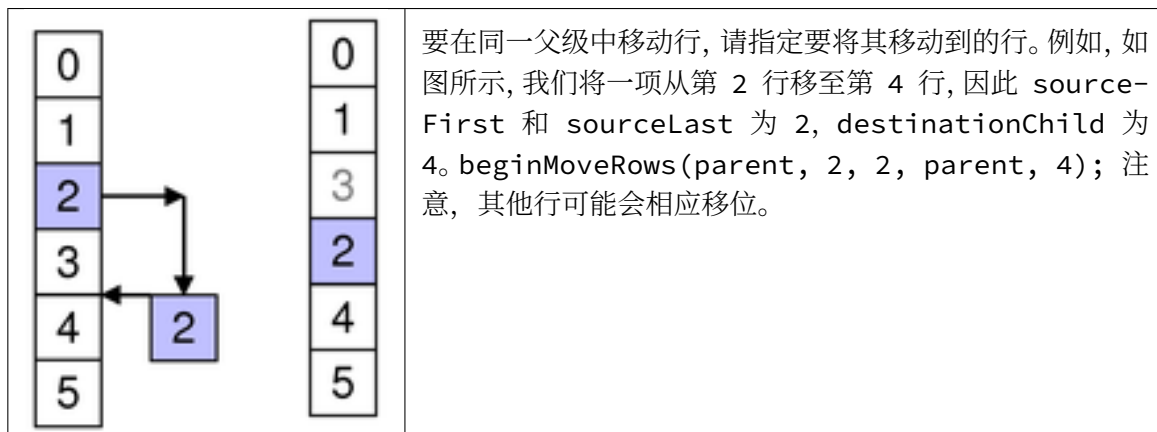 0
1
2
3
4
5
2
0
1
3
2
4
5
要在同一父级中移动行, 请指定要将其移动到的行。例如, 如
图所示, 我们将一项从第 2 行移至第 4 行, 因此 source-
First 和 sourceLast 为 2, destinationChild 为
4。beginMoveRows(parent, 2, 2, parent, 4); 注
意, 其他行可能会相应移位。